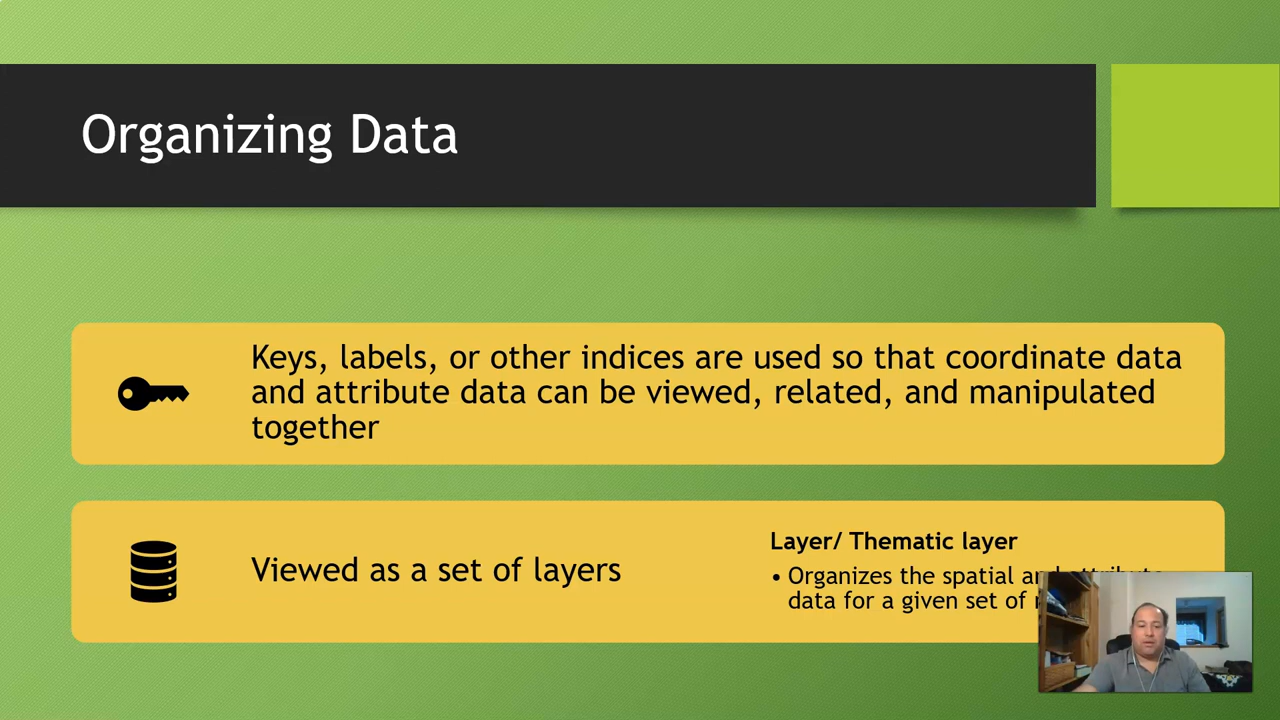 Organizing Data
Keys, labels, or other indices are used so that coordinate data
and attribute data can be viewed, related, and manipulated
together
Viewed as a set of layers
Layer/ Thematic layer
• Organizes the spatial and attribute
data for a given set of